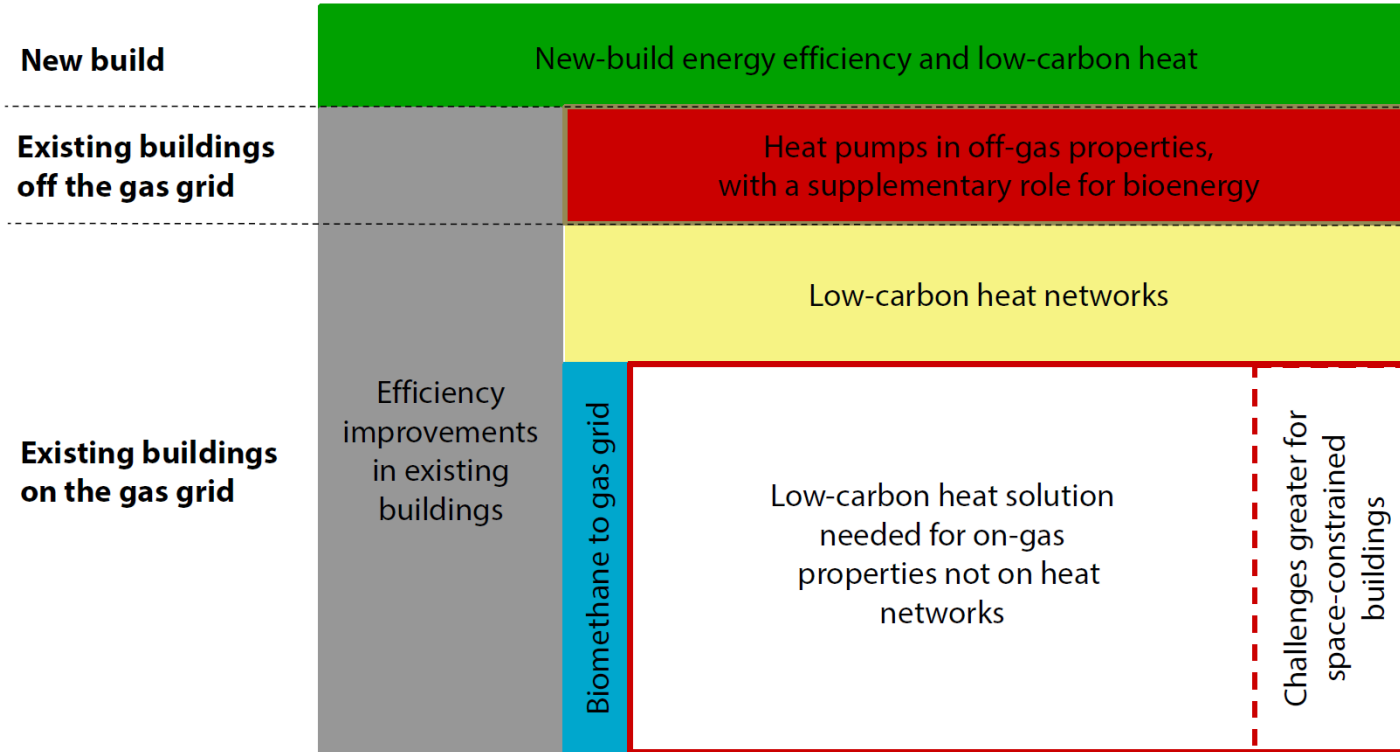 New build
New-build energy efficiency and low-carbon heat
Existing buildings
off the gas grid
Heat pumps in off-gas properties,
with a supplementary role for bioenergy
Low-carbon heat networks
Existing buildings
on the gas grid
Efficiency
improvements
in existing
buildings
Biomethane to gas grid
Low-carbon heat solution
needed for on-gas
properties not on heat
networks
Challenges greater for
space-constrained
buildings